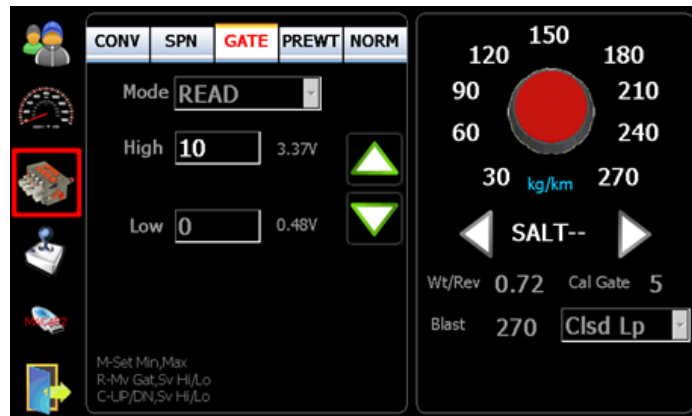 CONV SPN GATE PREWT NORM
Mode READ
High 10 3.37V
Low 0 0.48V
M-Set Min,Max
R-Mv Gat,Sv Hi/Lo
C-UP/DN,Sv Hi/Lo
150
120 180
90 210
60 240
30 kg/km 270
SALT--
Wt/Rev 0.72 Cal Gate 5
Blast 270 Clsd Lp